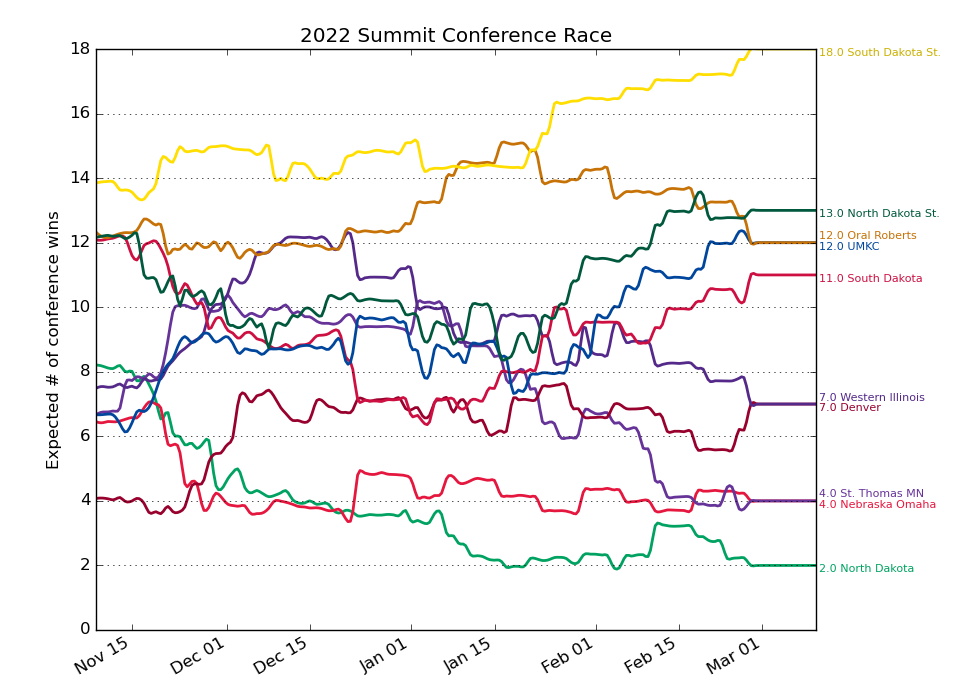 2022 Summit Conference Race
Expected # of conference wins
18
16
14
12
10
8
6
4
2
0
Nov 15
Dec 01
Dec 15
Jan 01
Jan 15
Feb 01
Feb 15
Mar 01
18.0 South Dakota St.
13.0 North Dakota St.
12.0 Oral Roberts
12.0 UMKC
11.0 South Dakota
7.0 Western Illinois
7.0 Denver
4.0 St. Thomas MN
4.0 Nebraska Omaha
2.0 North Dakota